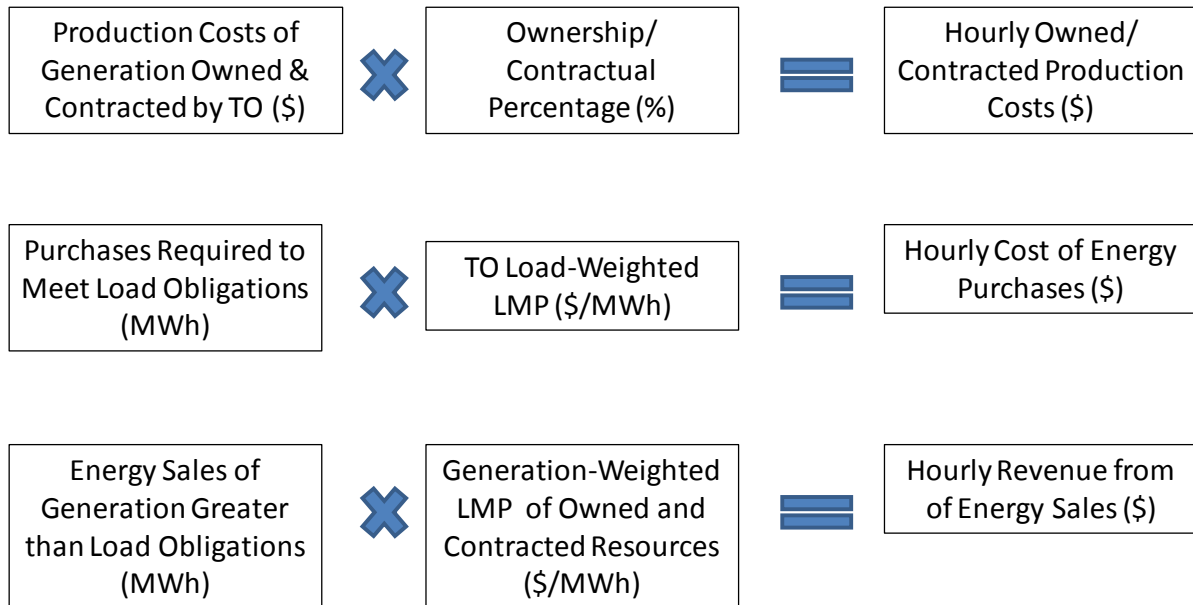 Production Costs of
Generation Owned &
Contracted by TO ($)
Ownership/
Contractual
Percentage (%)
Hourly Owned/
Contracted Production
Costs ($)
Purchases Required to
Meet Load Obligations
(MWh)
TO Load-Weighted
LMP ($/MWh)
Hourly Cost of Energy
Purchases ($)
Energy Sales of
Generation Greater
than Load Obligations
(MWh)
Generation-Weighted
LMP of Owned and
Contracted Resources
($/MWh)
Hourly Revenue from
of Energy Sales ($)